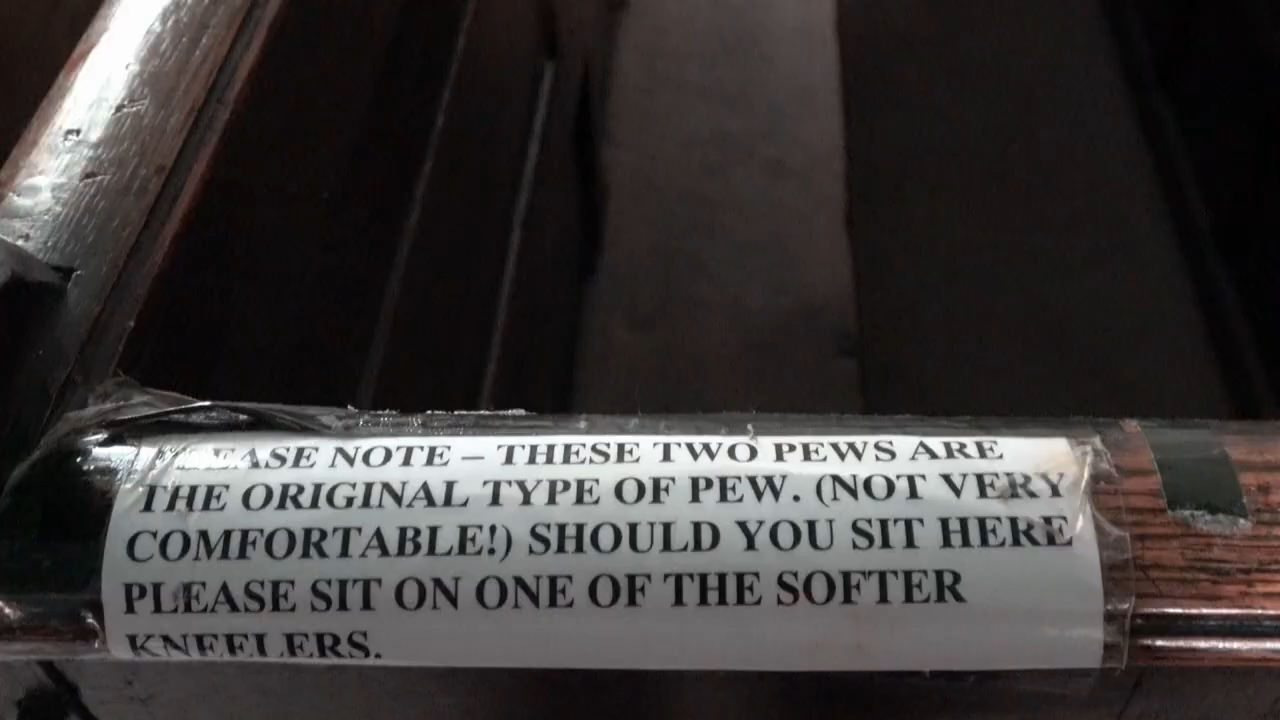 PLEASE NOTE – THESE TWO PEWS ARE
THE ORIGINAL TYPE OF PEW. (NOT VERY
COMFORTABLE!) SHOULD YOU SIT HERE
PLEASE SIT ON ONE OF THE SOFTER
KNEELERS.